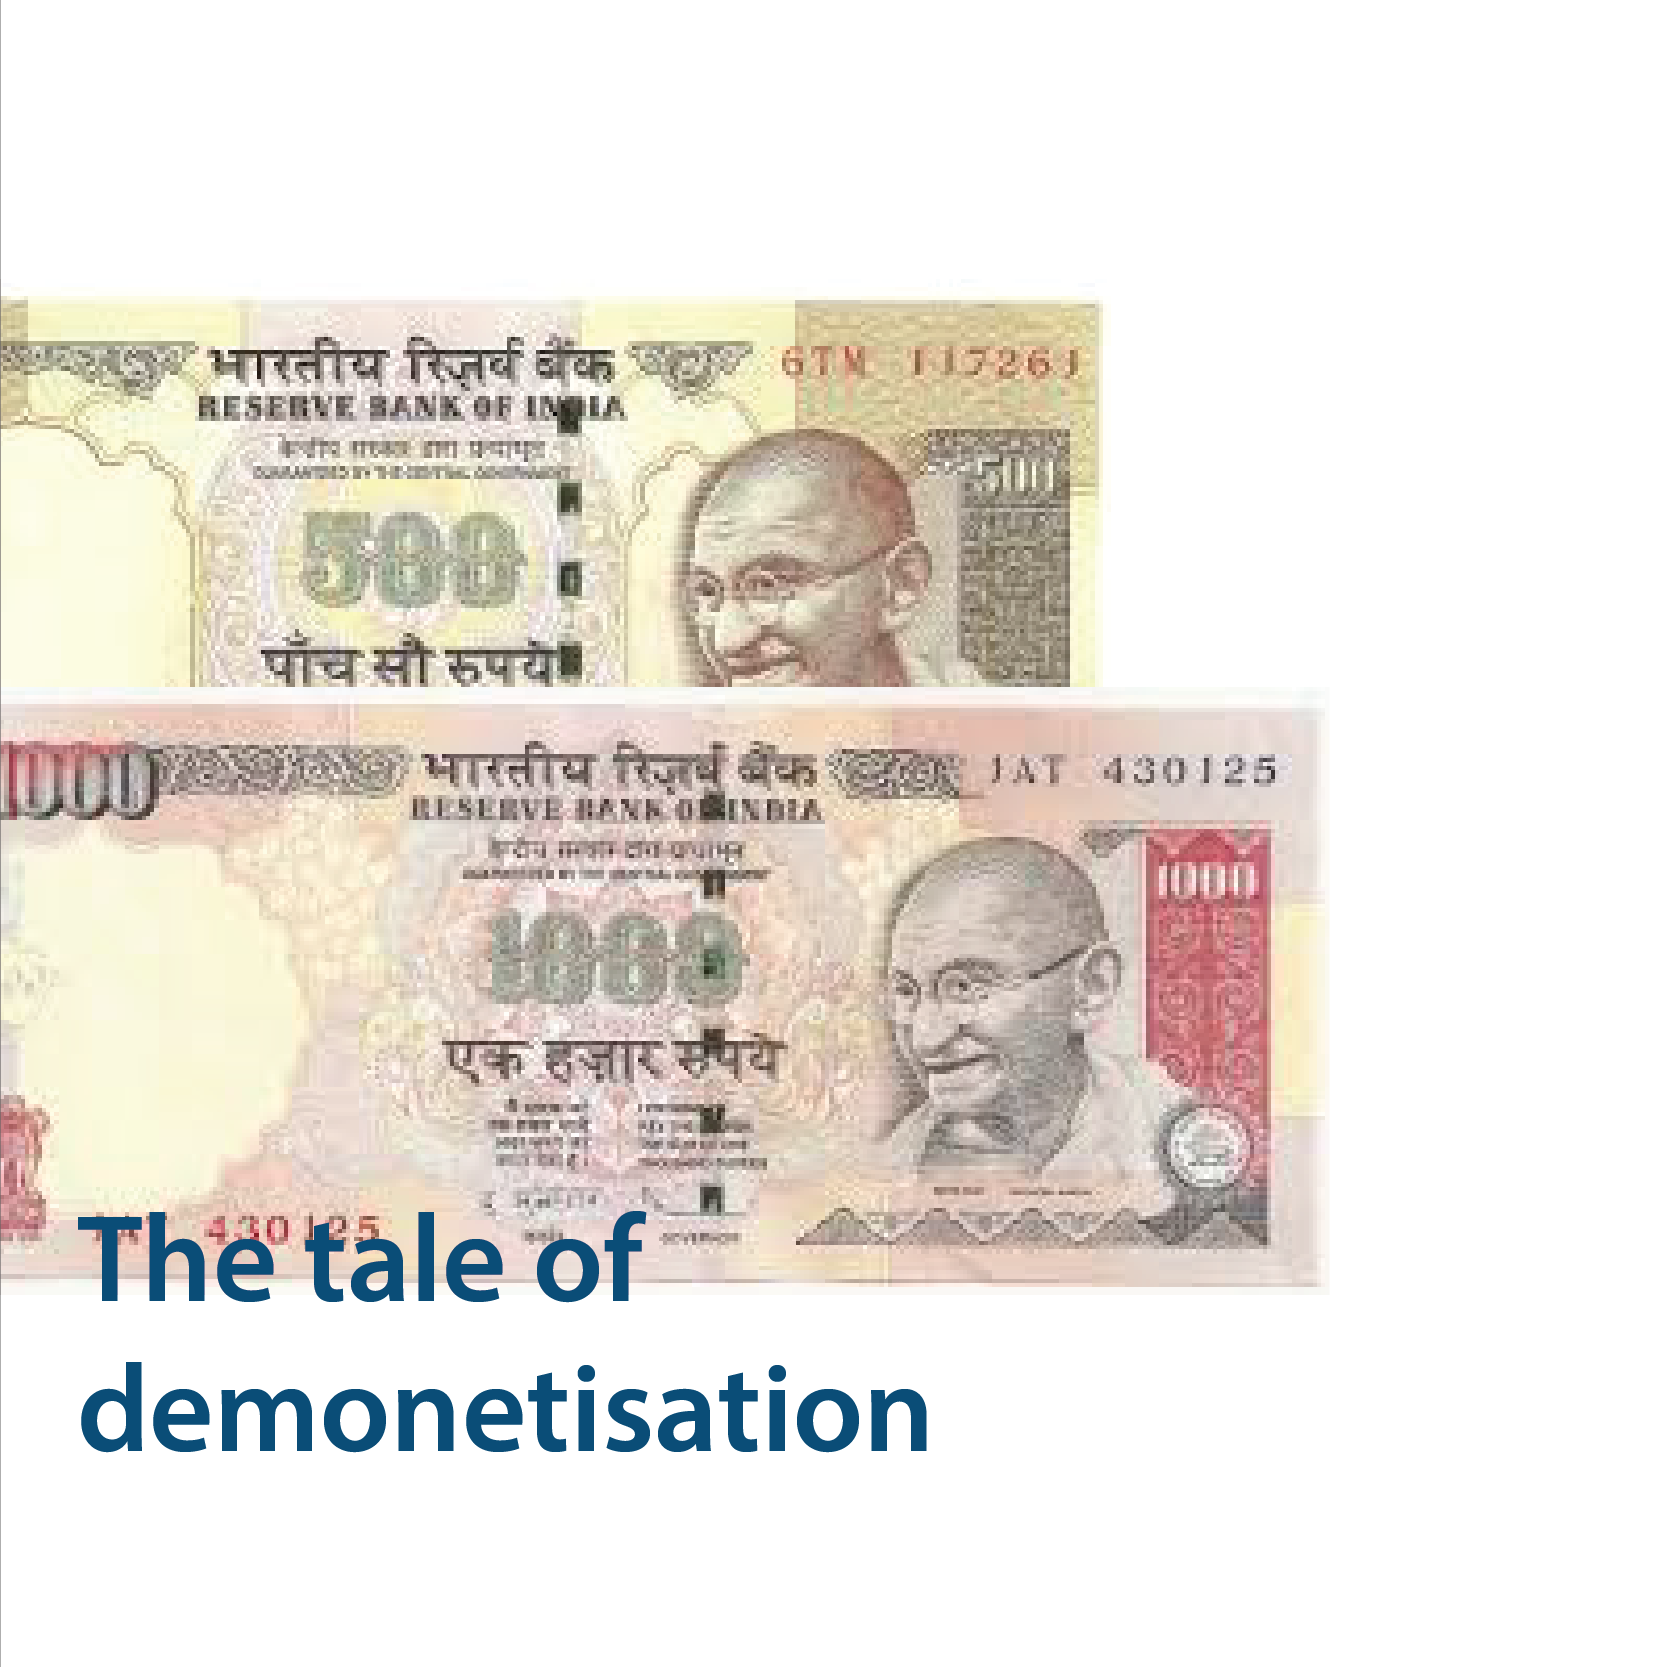 भारतीय रिज़र्व बैंक
6TM 117261
RESERVE BANK OF INDIA
केन्द्रीय सरकार द्वारा प्रत्याभूत
GUARANTEED BY THE CENTRAL GOVERNMENT
500
500
पाँच सौ रुपये
1000
भारतीय रिज़र्व बैंक
1AT 430125
RESERVE BANK OF INDIA
केन्द्रीय सरकार द्वारा प्रत्याभूत
GUARANTEED BY THE CENTRAL GOVERNMENT
1000
1000
एक हज़ार रुपये
430125
GOVERNOR
The tale of
demonetisation